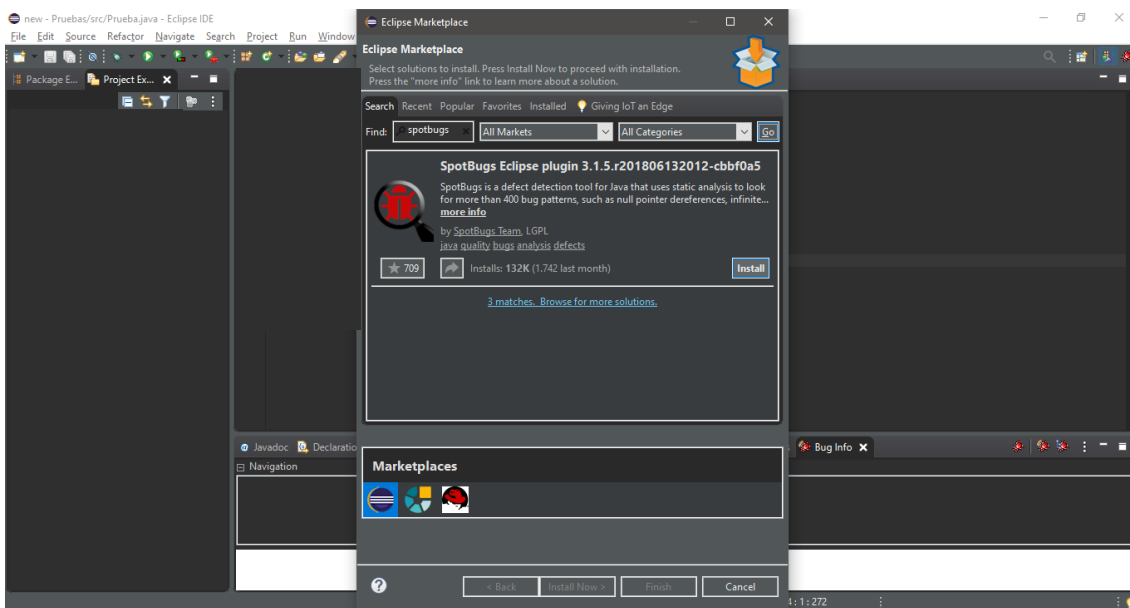 new - Pruebas/src/Prueba.java - Eclipse IDE
File Edit Source Refactor Navigate Search Project Run Window
Package E... Project Ex...
Eclipse Marketplace
Eclipse Marketplace
Select solutions to install. Press Install Now to proceed with installation.
Press the "more info" link to learn more about a solution.
Search Recent Popular Favorites Installed Giving IoT an Edge
Find: spotbugs All Markets All Categories Go
SpotBugs Eclipse plugin 3.1.5.r201806132012-cbbf0a5
SpotBugs is a defect detection tool for Java that uses static analysis to look
for more than 400 bug patterns, such as null pointer dereferences, infinite...
more info
by SpotBugs Team, LGPL
java quality bugs analysis defects
709 Installs: 132K (1.742 last month) Install
3 matches. Browse for more solutions.
Javadoc Declaratio
Bug Info
Navigation
Marketplaces
< Back Install Now > Finish Cancel
4 : 1 : 272